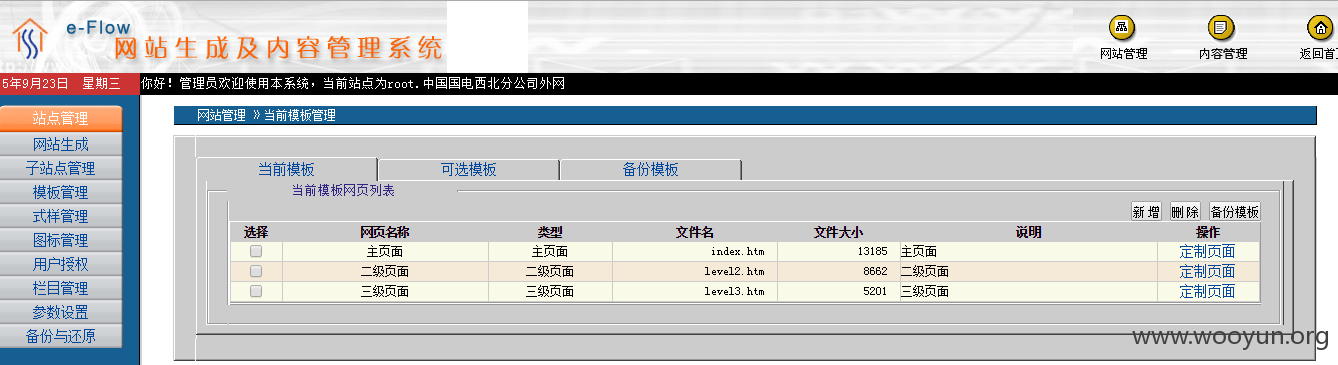 e-Flow
网站生成及内容管理系统
网站管理 内容管理 返回首
5年9月23日 星期三 你好！管理员欢迎使用本系统，当前站点为root.中国国电西北分公司外网
站点管理
网站生成
子站点管理
模板管理
式样管理
图标管理
用户授权
栏目管理
参数设置
备份与还原
网站管理 》当前模板管理
当前模板 可选模板 备份模板
当前模板网页列表
新增 删除 备份模板
选择 网页名称 类型 文件名 文件大小 说明 操作
主页面 主页面 index.htm 13185 主页面 定制页面
二级页面 二级页面 level2.htm 8662 二级页面 定制页面
三级页面 三级页面 level3.htm 5201 三级页面 定制页面
www.wooyun.org